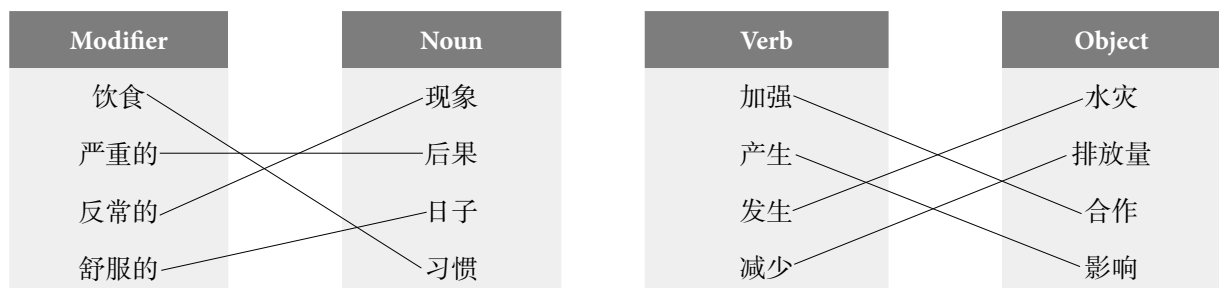 Modifier Noun Verb Object
饮食 现象 加强 水灾
严重的 后果 产生 排放量
反常的 日子 发生 合作
舒服的 习惯 减少 影响